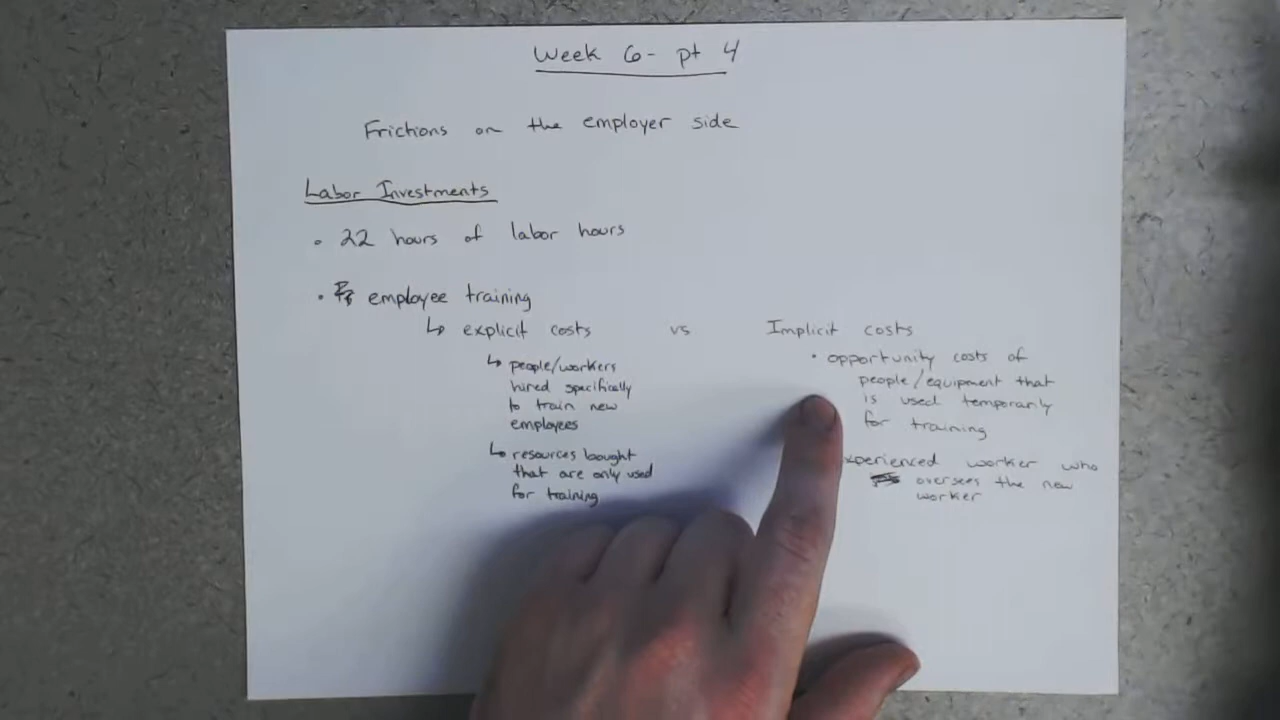 Week 6 - pt 4
Frictions on the employer side
Labor Investments
• 22 hours of labor hours
• employee training
↳ explicit costs vs Implicit costs
↳ people/workers
hired specifically
to train new
employees
↳ resources bought
that are only used
for training
• opportunity costs of
people/equipment that
is used temporarily
for training
xperienced worker who
oversees the new
worker